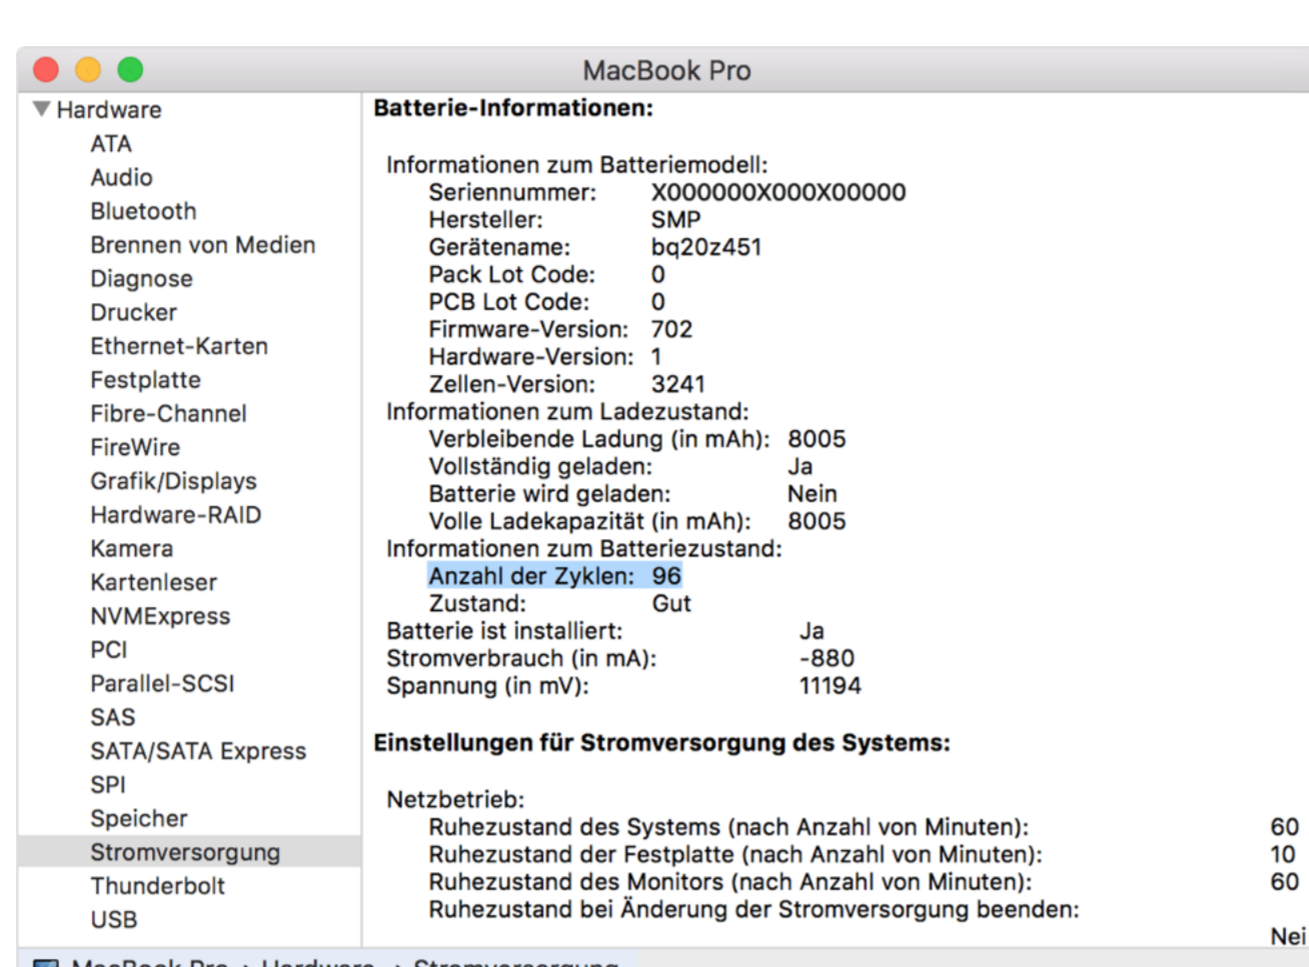 MacBook Pro
Hardware
ATA
Audio
Bluetooth
Brennen von Medien
Diagnose
Drucker
Ethernet-Karten
Festplatte
Fibre-Channel
FireWire
Grafik/Displays
Hardware-RAID
Kamera
Kartenleser
NVMExpress
PCI
Parallel-SCSI
SAS
SATA/SATA Express
SPI
Speicher
Stromversorgung
Thunderbolt
USB
Batterie-Informationen:
Informationen zum Batteriemodell:
Seriennummer: X000000X000X00000
Hersteller: SMP
Gerätename: bq20z451
Pack Lot Code: 0
PCB Lot Code: 0
Firmware-Version: 702
Hardware-Version: 1
Zellen-Version: 3241
Informationen zum Ladezustand:
Verbleibende Ladung (in mAh): 8005
Vollständig geladen: Ja
Batterie wird geladen: Nein
Volle Ladekapazität (in mAh): 8005
Informationen zum Batteriezustand:
Anzahl der Zyklen: 96
Zustand: Gut
Batterie ist installiert: Ja
Stromverbrauch (in mA): -880
Spannung (in mV): 11194
Einstellungen für Stromversorgung des Systems:
Netzbetrieb:
Ruhezustand des Systems (nach Anzahl von Minuten): 60
Ruhezustand der Festplatte (nach Anzahl von Minuten): 10
Ruhezustand des Monitors (nach Anzahl von Minuten): 60
Ruhezustand bei Änderung der Stromversorgung beenden:
Nei
MacBook Pro › Hardware › Stromversorgung